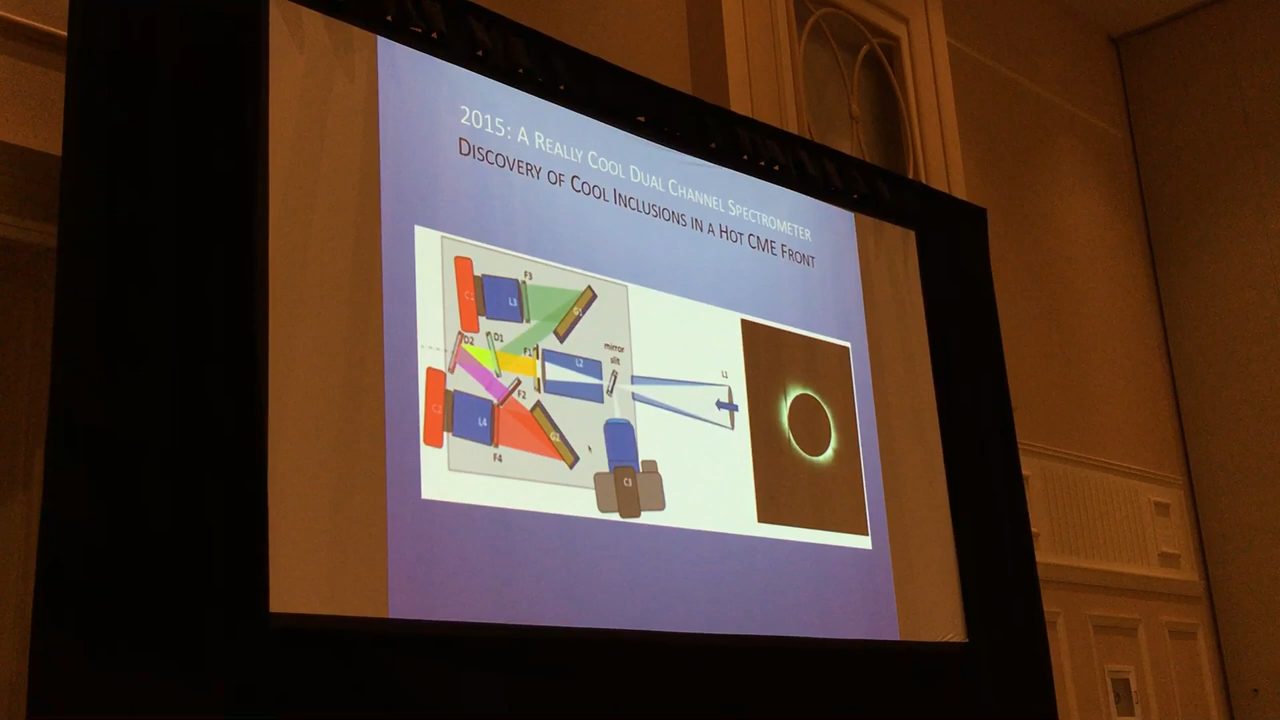 2015: A REALLY COOL DUAL CHANNEL SPECTROMETER
DISCOVERY OF COOL INCLUSIONS IN A HOT CME FRONT
F3
C1
L3
G1
D2
D1
F1
L2
mirror
slit
L1
F2
C2
L4
G2
F4
C3